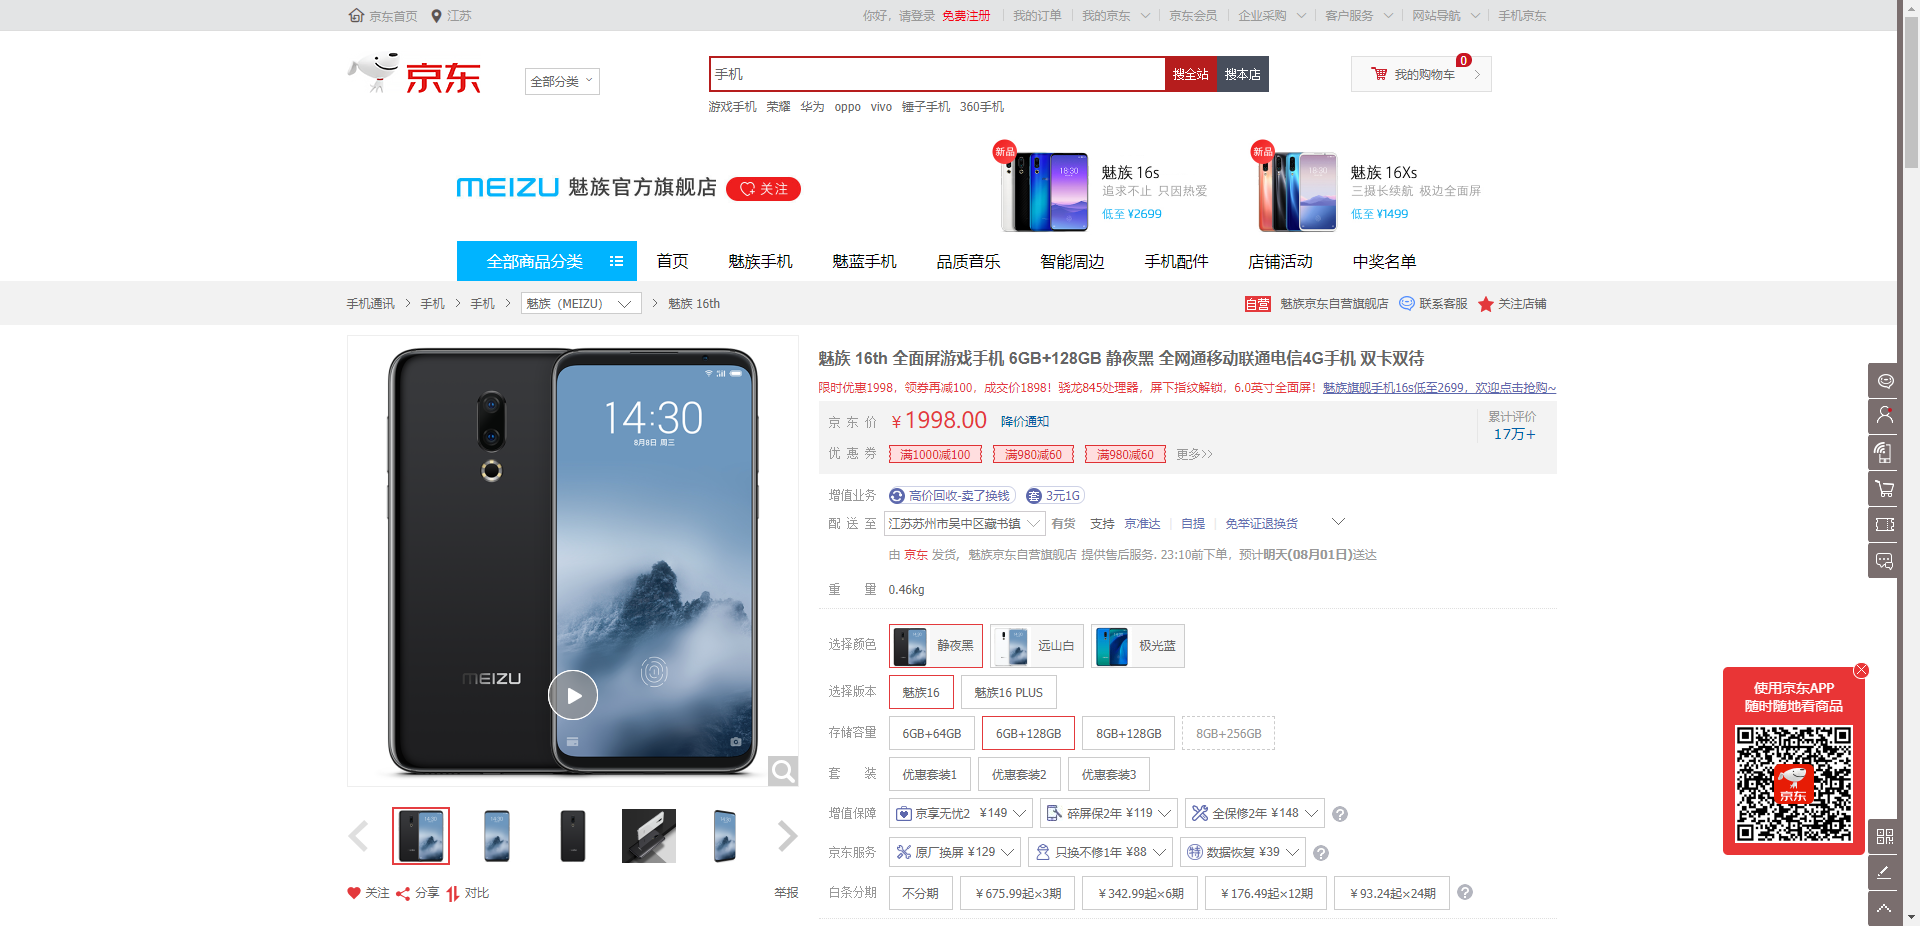 京东首页 江苏
你好，请登录 免费注册 我的订单 我的京东 京东会员 企业采购 客户服务 网站导航 手机京东
京东
全部分类
手机
搜全站 搜本店
0
我的购物车
游戏手机 荣耀 华为 oppo vivo 锤子手机 360手机
MEIZU 魅族官方旗舰店 关注
新品
魅族 16s
追求不止 只因热爱
低至 ¥2699
新品
魅族 16Xs
三摄长续航 极边全面屏
低至 ¥1499
全部商品分类 首页 魅族手机 魅蓝手机 品质音乐 智能周边 手机配件 店铺活动 中奖名单
手机通讯 > 手机 > 手机 > 魅族（MEIZU） > 魅族 16th
自营 魅族京东自营旗舰店 联系客服 关注店铺
14:30
8月8日 周三
MEIZU
魅族 16th 全面屏游戏手机 6GB+128GB 静夜黑 全网通移动联通电信4G手机 双卡双待
限时优惠1998，领券再减100，成交价1898！骁龙845处理器，屏下指纹解锁，6.0英寸全面屏！魅族旗舰手机16s低至2699，欢迎点击抢购~
京东价 ￥1998.00 降价通知
累计评价
17万+
优惠券 满1000减100 满980减60 满980减60 更多>>
增值业务 高价回收-卖了换钱 套 3元1G
配送至 江苏苏州市吴中区藏书镇 有货 支持 京准达 自提 免举证退换货
由 京东 发货，魅族京东自营旗舰店 提供售后服务. 23:10前下单，预计明天(08月01日)送达
重量 0.46kg
选择颜色 静夜黑 远山白 极光蓝
选择版本 魅族16 魅族16 PLUS
存储容量 6GB+64GB 6GB+128GB 8GB+128GB 8GB+256GB
套装 优惠套装1 优惠套装2 优惠套装3
增值保障 京享无忧2 ¥149 碎屏保2年 ¥119 全保修2年 ¥148 ?
京东服务 原厂换屏 ¥129 只换不修1年 ¥88 特 数据恢复 ¥39 ?
白条分期 不分期 ￥675.99起×3期 ￥342.99起×6期 ￥176.49起×12期 ￥93.24起×24期 ?
关注 分享 对比 举报
使用京东APP
随时随地看商品
京东